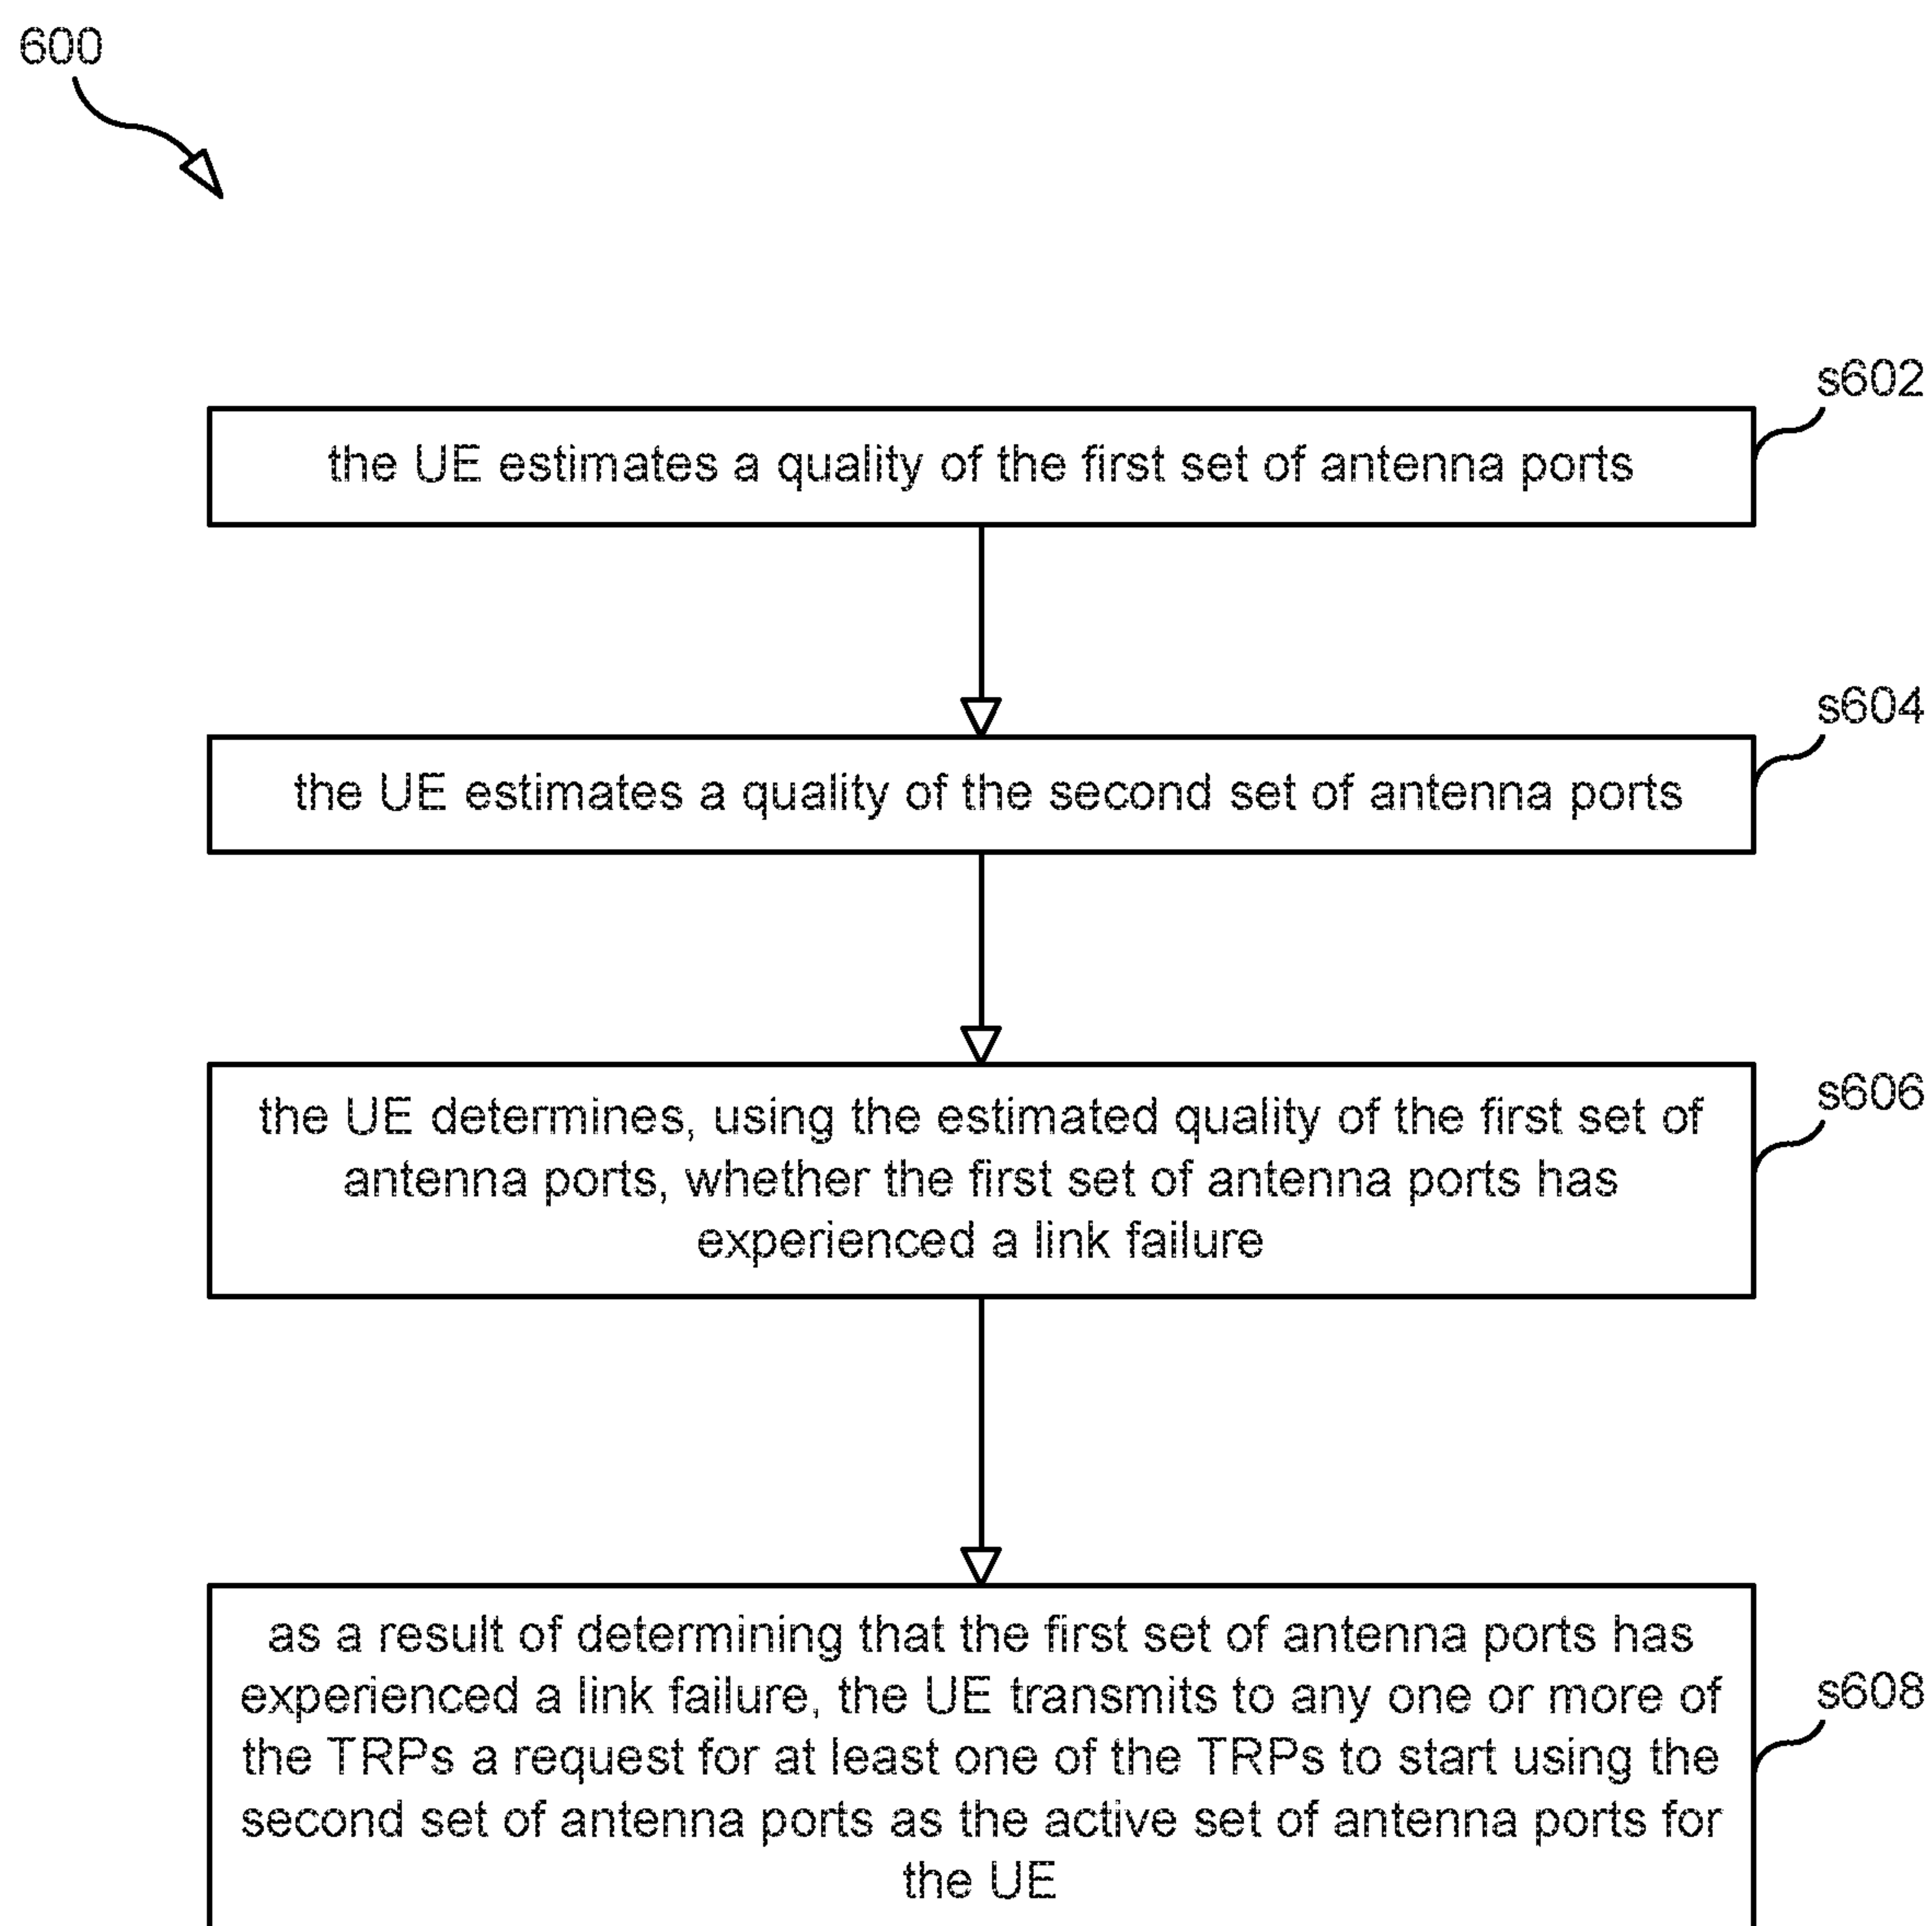 600
s602
the UE estimates a quality of the first set of antenna ports
s604
the UE estimates a quality of the second set of antenna ports
s606
the UE determines, using the estimated quality of the first set of
antenna ports, whether the first set of antenna ports has
experienced a link failure
as a result of determining that the first set of antenna ports has
experienced a link failure, the UE transmits to any one or more of
s608
the TRPs a request for at least one of the TRPs to start using the
second set of antenna ports as the active set of antenna ports for
the UE